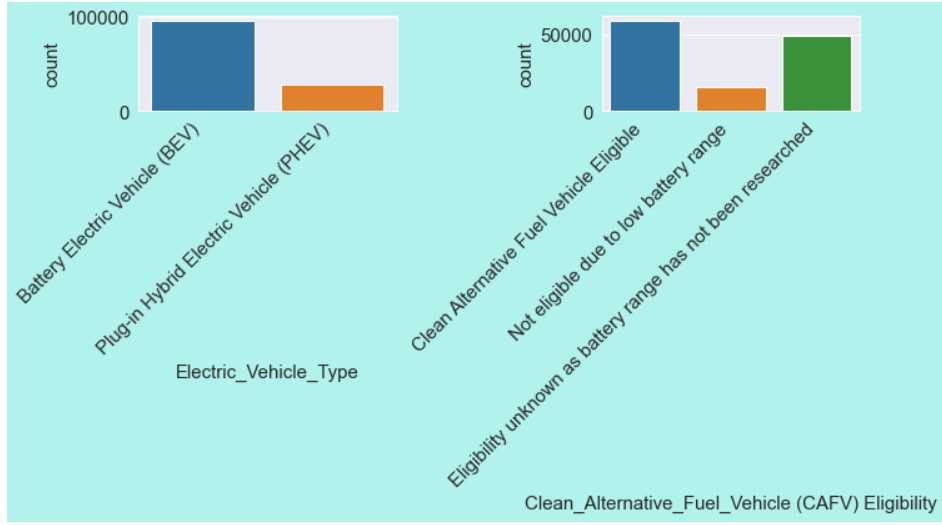 100000
count
0
Battery Electric Vehicle (BEV)
Plug-in Hybrid Electric Vehicle (PHEV)
Electric_Vehicle_Type
50000
count
0
Clean Alternative Fuel Vehicle Eligible
Not eligible due to low battery range
Eligibility unknown as battery range has not been researched
Clean_Alternative_Fuel_Vehicle (CAFV) Eligibility